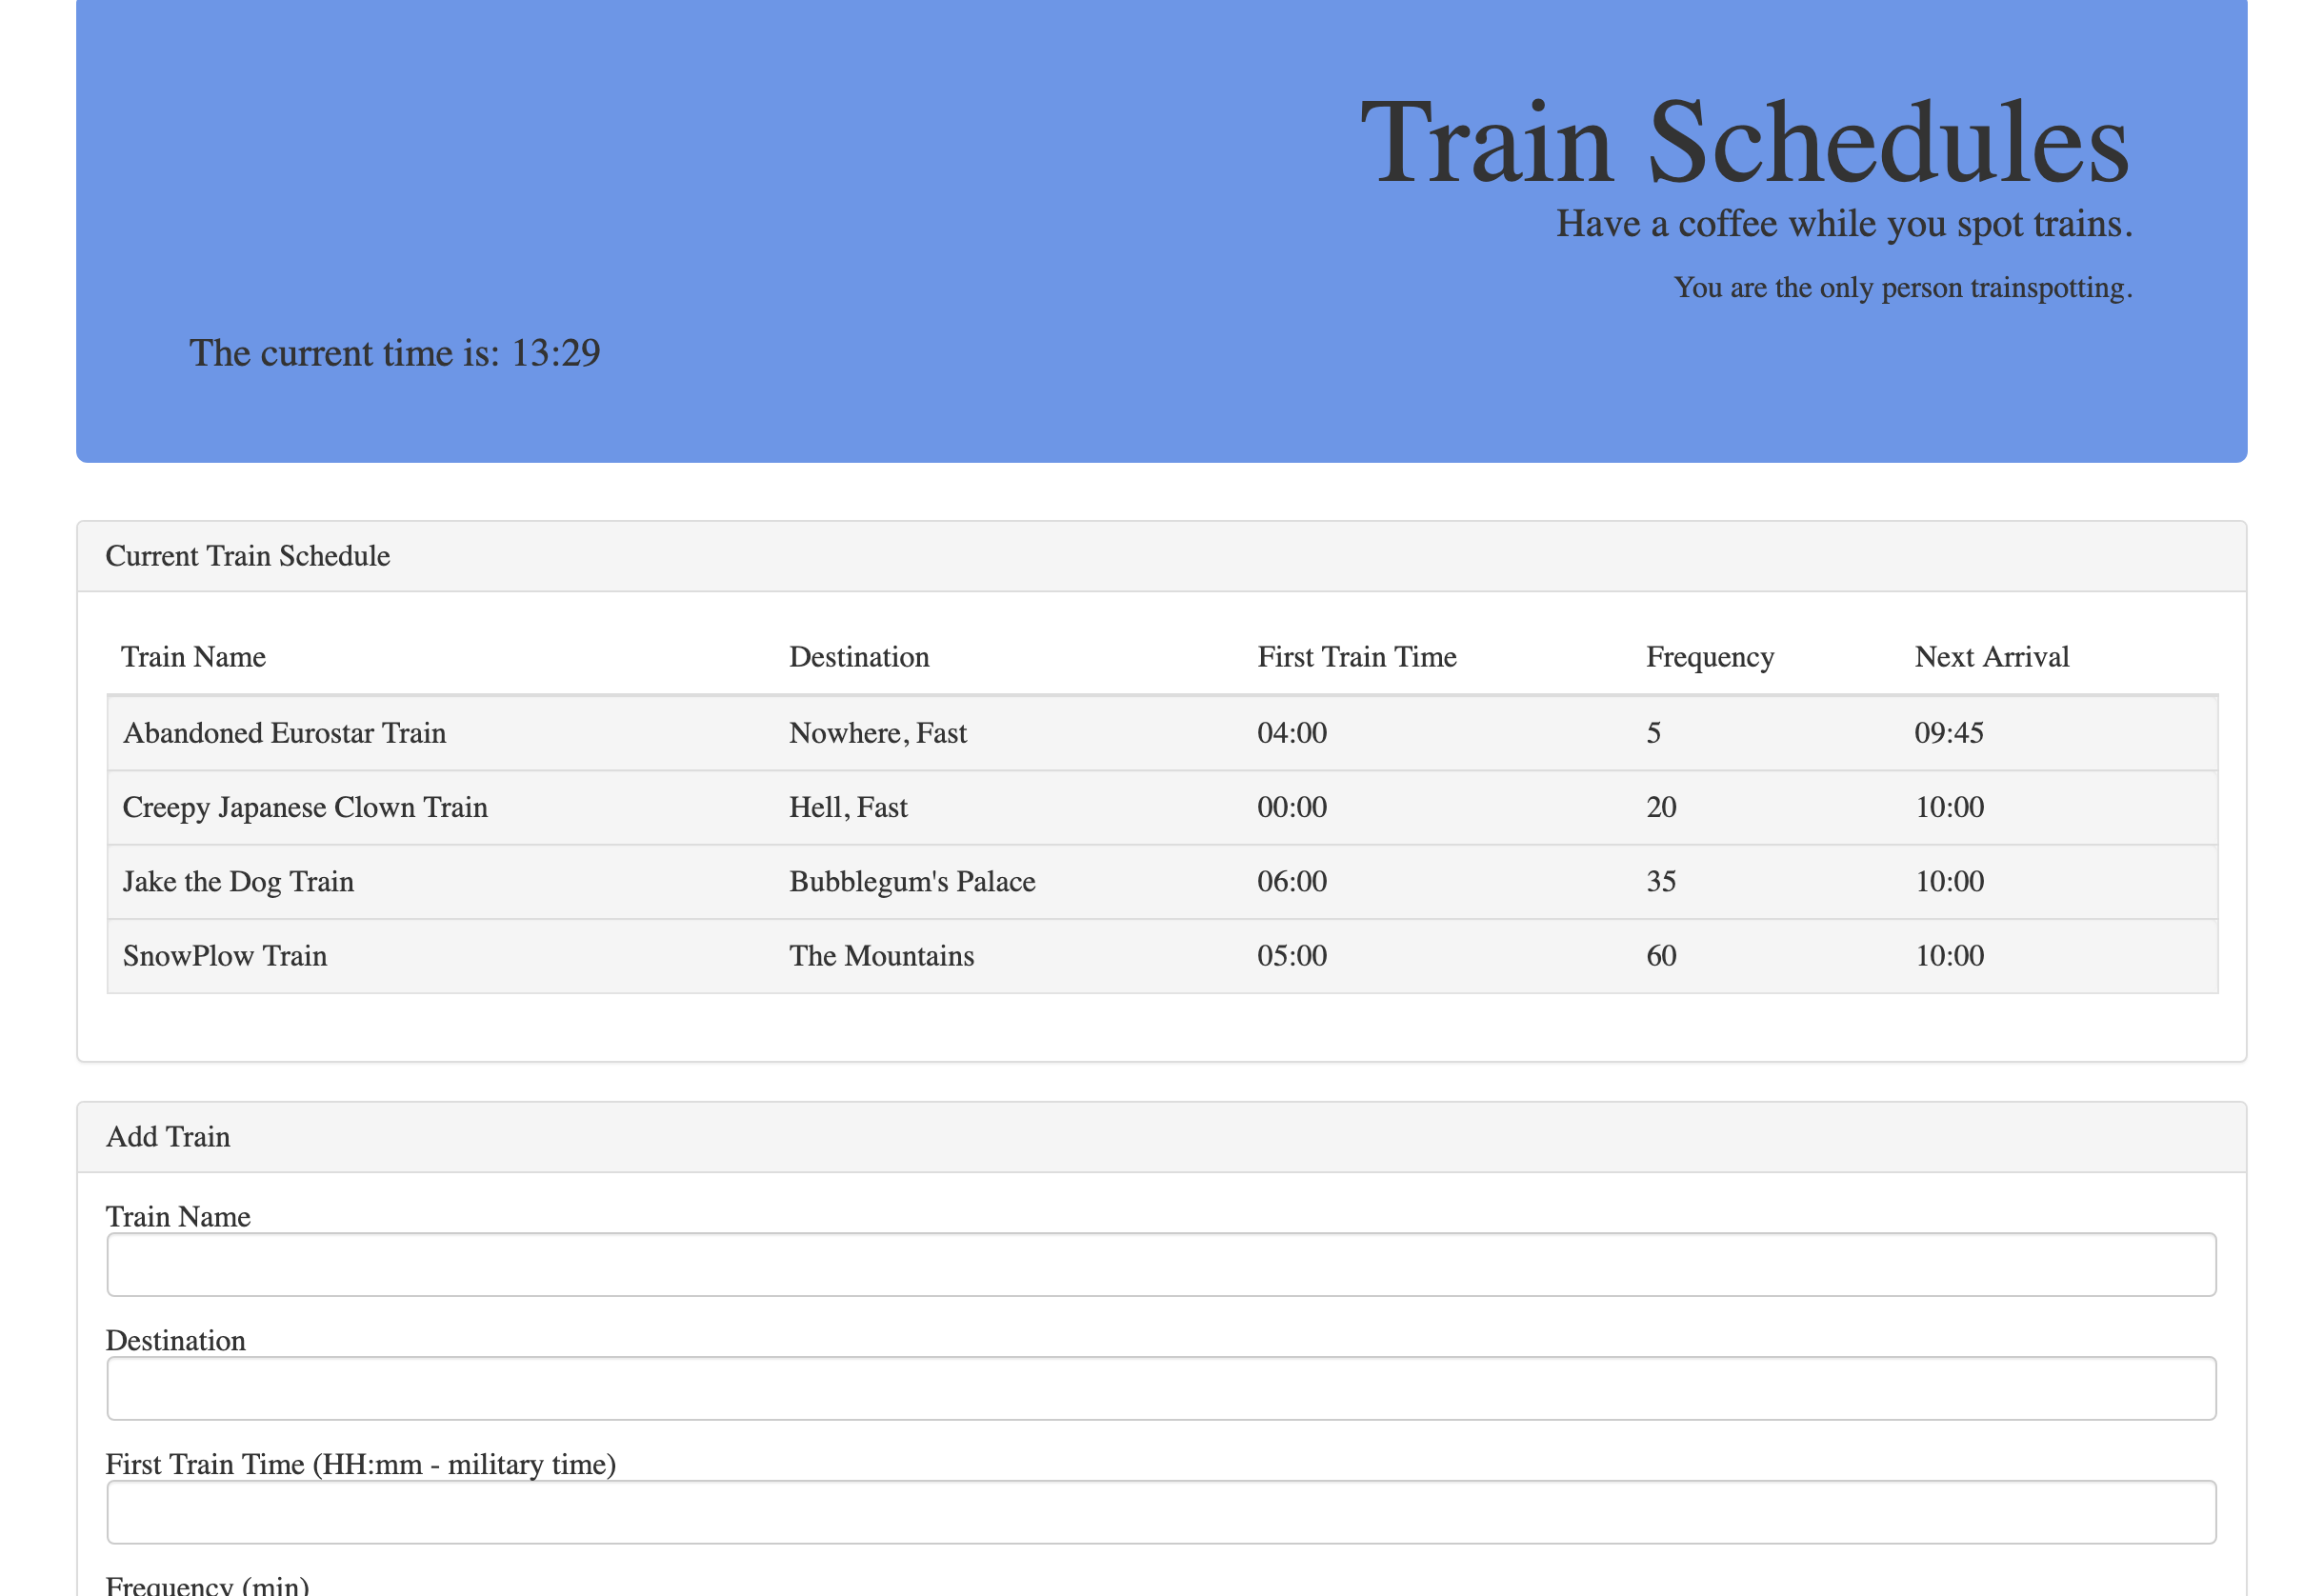 Train Schedules
Have a coffee while you spot trains.
You are the only person trainspotting.
The current time is: 13:29
Current Train Schedule
Train Name Destination First Train Time Frequency Next Arrival
Abandoned Eurostar Train Nowhere, Fast 04:00 5 09:45
Creepy Japanese Clown Train Hell, Fast 00:00 20 10:00
Jake the Dog Train Bubblegum's Palace 06:00 35 10:00
SnowPlow Train The Mountains 05:00 60 10:00
Add Train
Train Name
Destination
First Train Time (HH:mm - military time)
Frequency (min)